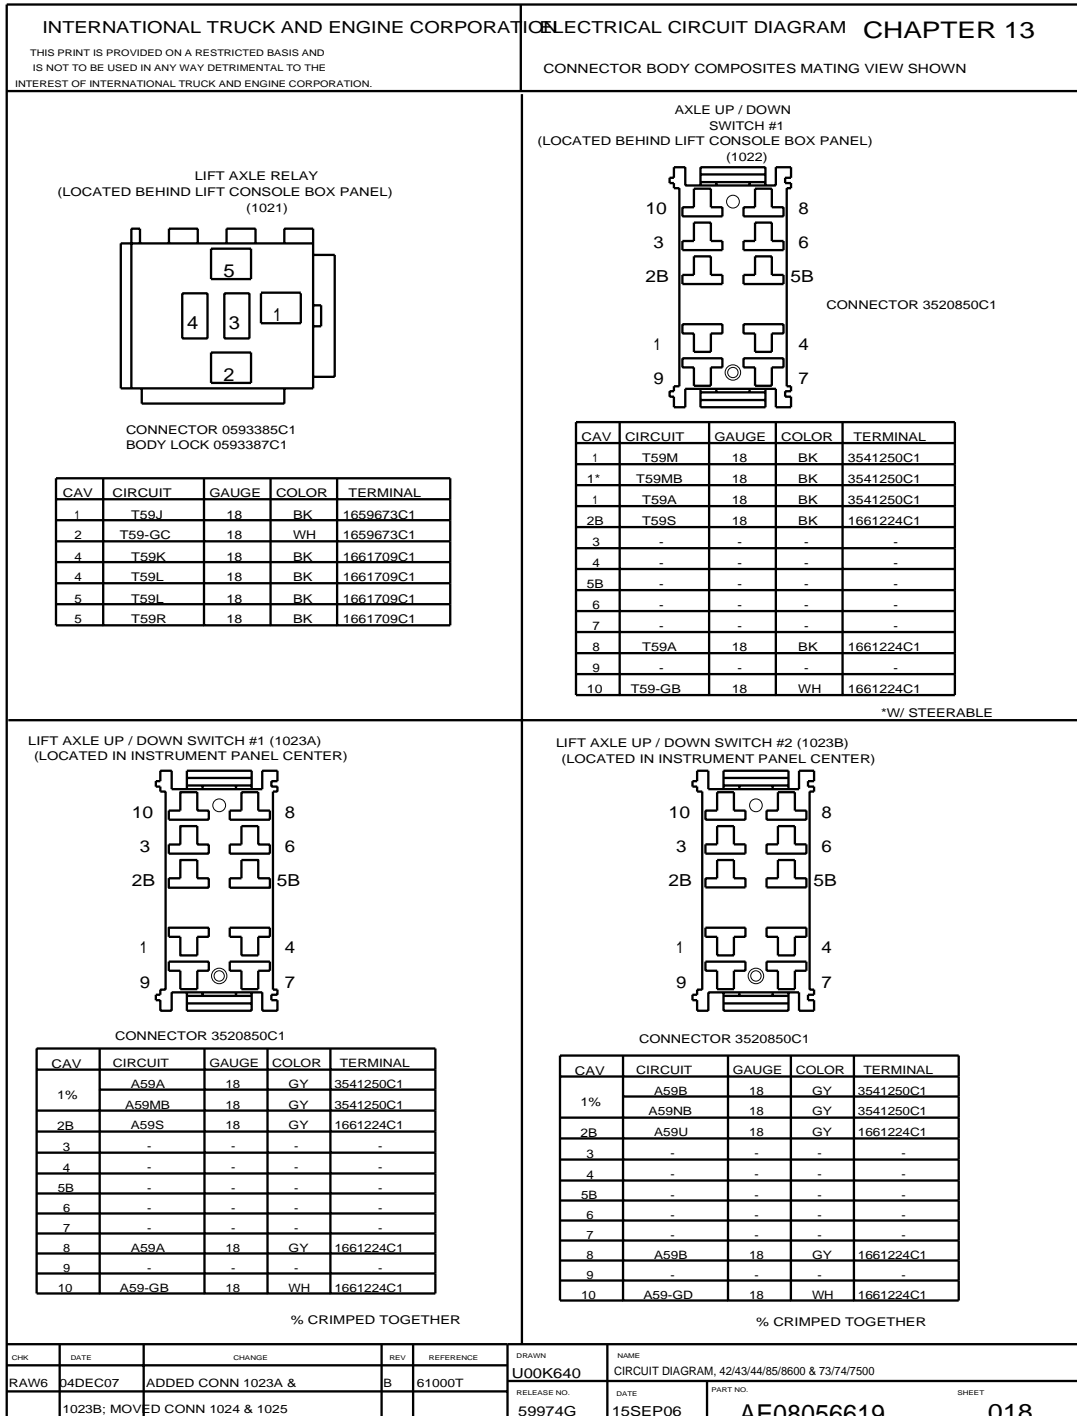 INTERNATIONAL TRUCK AND ENGINE CORPORATION
THIS PRINT IS PROVIDED ON A RESTRICTED BASIS AND
IS NOT TO BE USED IN ANY WAY DETRIMENTAL TO THE
INTEREST OF INTERNATIONAL TRUCK AND ENGINE CORPORATION.
ELECTRICAL CIRCUIT DIAGRAM CHAPTER 13
CONNECTOR BODY COMPOSITES MATING VIEW SHOWN
LIFT AXLE RELAY
(LOCATED BEHIND LIFT CONSOLE BOX PANEL)
(1021)
5
4 3 1
2
CONNECTOR 0593385C1
BODY LOCK 0593387C1
CAV CIRCUIT GAUGE COLOR TERMINAL
1 T59J 18 BK 1659673C1
2 T59-GC 18 WH 1659673C1
4 T59K 18 BK 1661709C1
4 T59L 18 BK 1661709C1
5 T59L 18 BK 1661709C1
5 T59R 18 BK 1661709C1
AXLE UP / DOWN
SWITCH #1
(LOCATED BEHIND LIFT CONSOLE BOX PANEL)
(1022)
10 8
3 6
2B 5B
CONNECTOR 3520850C1
1 4
9 7
CAV CIRCUIT GAUGE COLOR TERMINAL
1 T59M 18 BK 3541250C1
1* T59MB 18 BK 3541250C1
1 T59A 18 BK 3541250C1
2B T59S 18 BK 1661224C1
3 - - - -
4 - - - -
5B - - - -
6 - - - -
7 - - - -
8 T59A 18 BK 1661224C1
9 - - - -
10 T59-GB 18 WH 1661224C1
*W/ STEERABLE
LIFT AXLE UP / DOWN SWITCH #1 (1023A)
(LOCATED IN INSTRUMENT PANEL CENTER)
10 8
3 6
2B 5B
1 4
9 7
CONNECTOR 3520850C1
CAV CIRCUIT GAUGE COLOR TERMINAL
1% A59A 18 GY 3541250C1
A59MB 18 GY 3541250C1
2B A59S 18 GY 1661224C1
3 - - - -
4 - - - -
5B - - - -
6 - - - -
7 - - - -
8 A59A 18 GY 1661224C1
9 - - - -
10 A59-GB 18 WH 1661224C1
% CRIMPED TOGETHER
LIFT AXLE UP / DOWN SWITCH #2 (1023B)
(LOCATED IN INSTRUMENT PANEL CENTER)
10 8
3 6
2B 5B
1 4
9 7
CONNECTOR 3520850C1
CAV CIRCUIT GAUGE COLOR TERMINAL
1% A59B 18 GY 3541250C1
A59NB 18 GY 3541250C1
2B A59U 18 GY 1661224C1
3 - - - -
4 - - - -
5B - - - -
6 - - - -
7 - - - -
8 A59B 18 GY 1661224C1
9 - - - -
10 A59-GD 18 WH 1661224C1
% CRIMPED TOGETHER
CHK DATE CHANGE REV REFERENCE
RAW6 04DEC07 ADDED CONN 1023A & B 61000T
1023B; MOVED CONN 1024 & 1025
DRAWN NAME
U00K640 CIRCUIT DIAGRAM, 42/43/44/85/8600 & 73/74/7500
RELEASE NO. DATE PART NO. SHEET
59974G 15SEP06 AE08056619 018